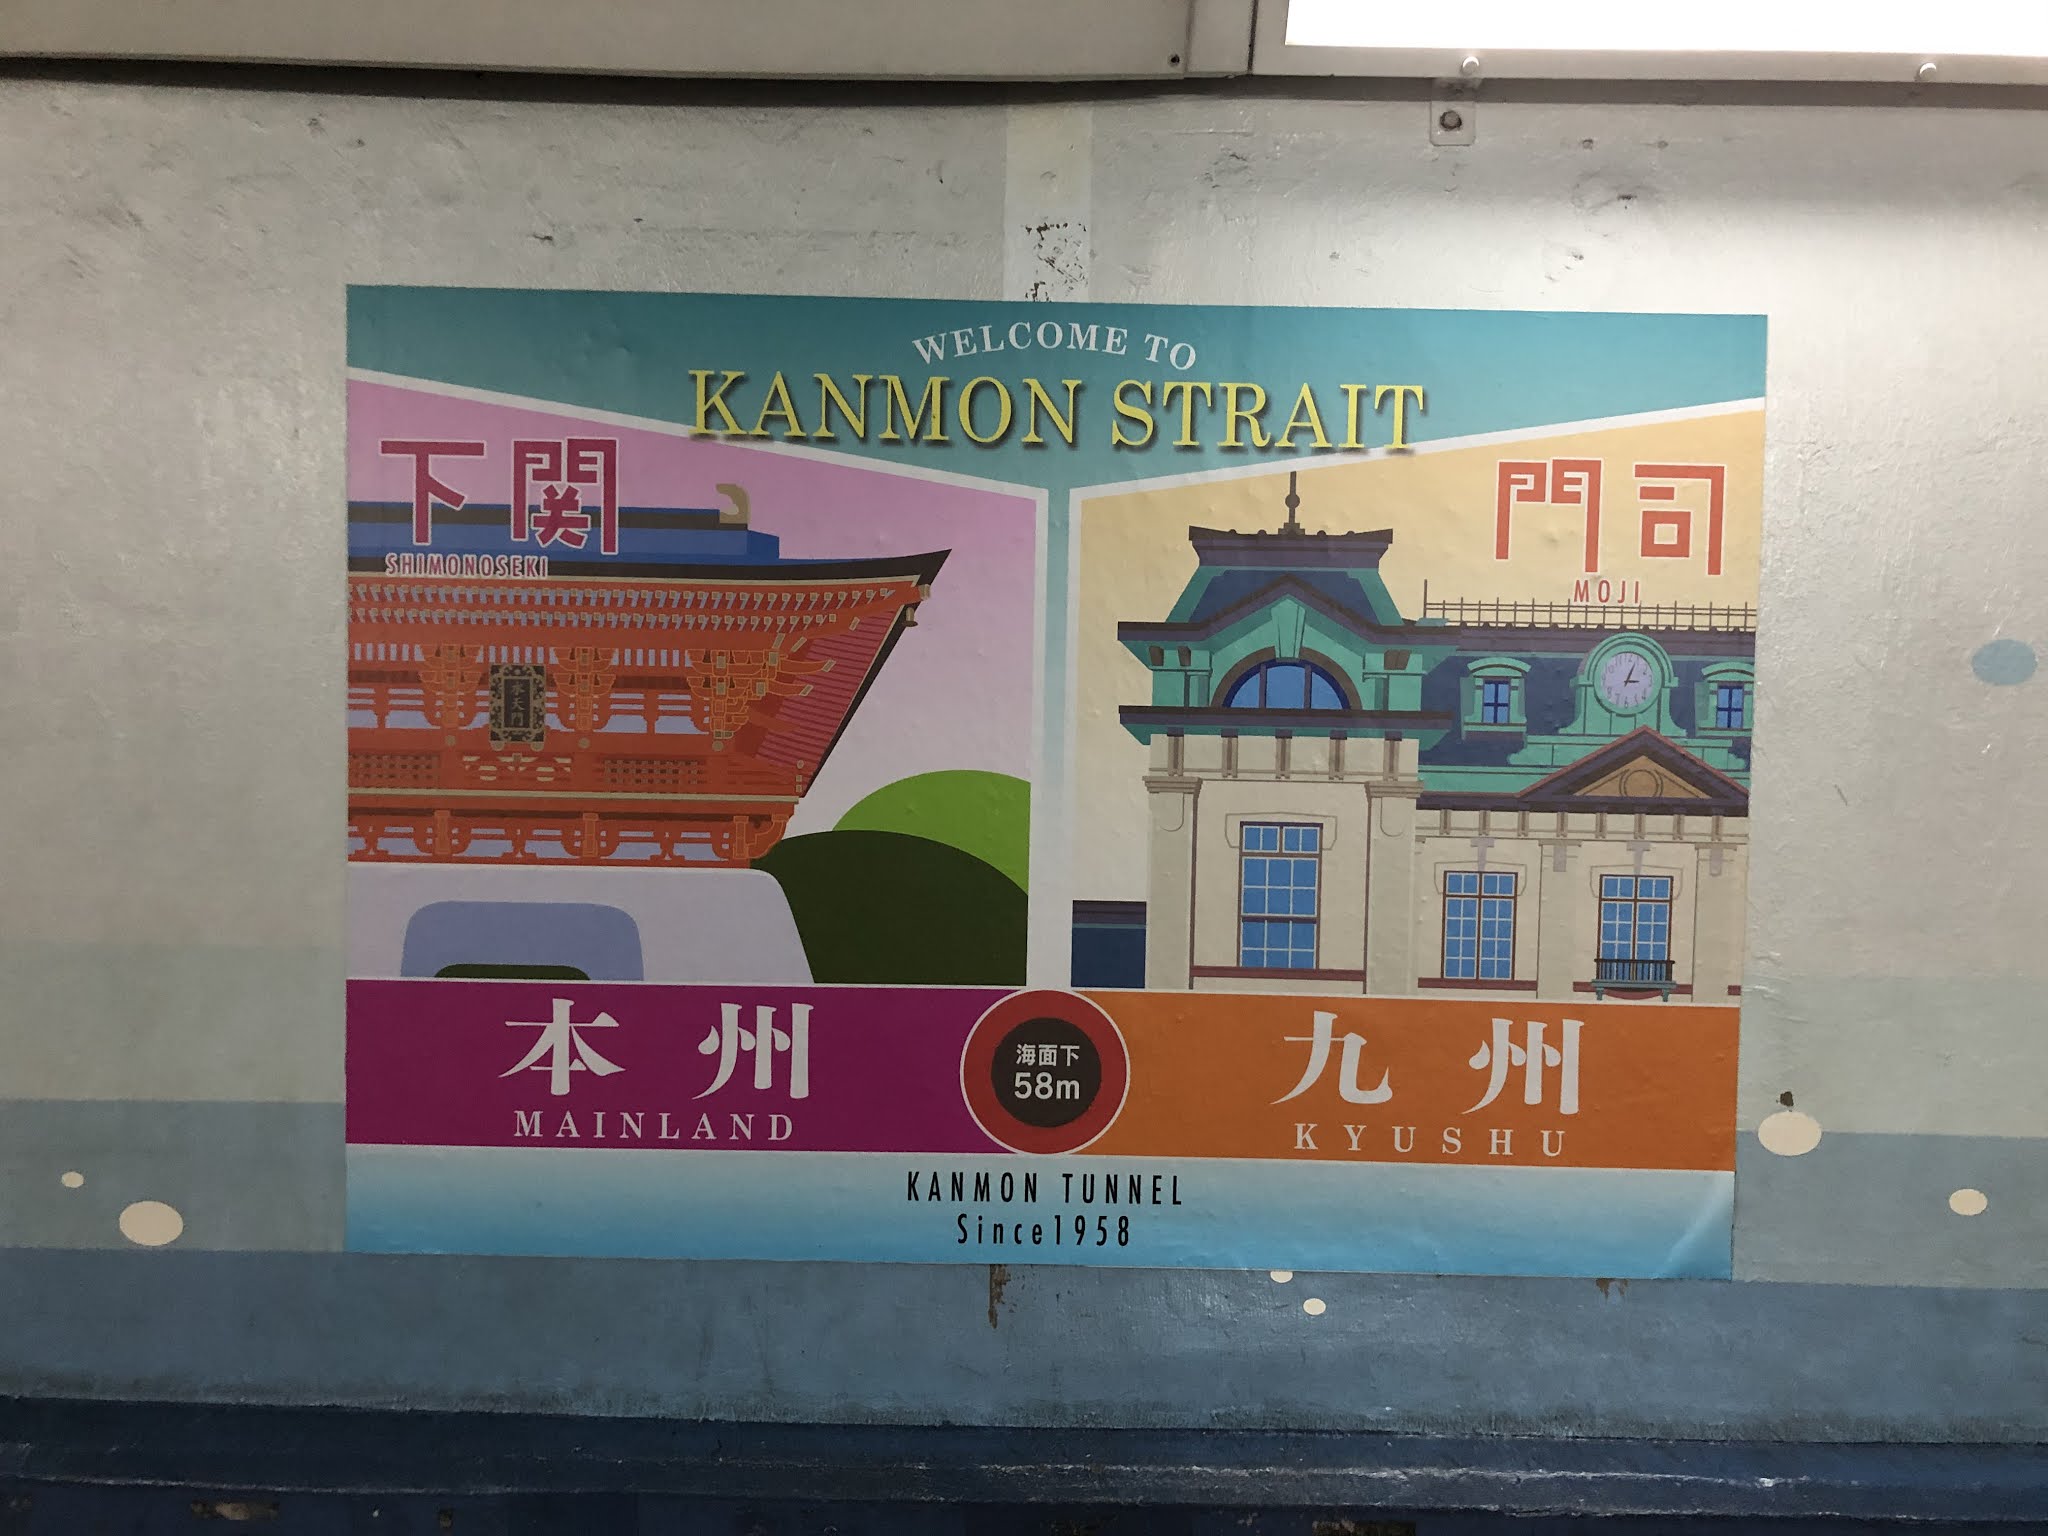 WELCOME TO
KANMON STRAIT
下関
SHIMONOSEKI
門司
MOJI
本州
MAINLAND
海面下
58m
九州
KYUSHU
KANMON TUNNEL
Since1958